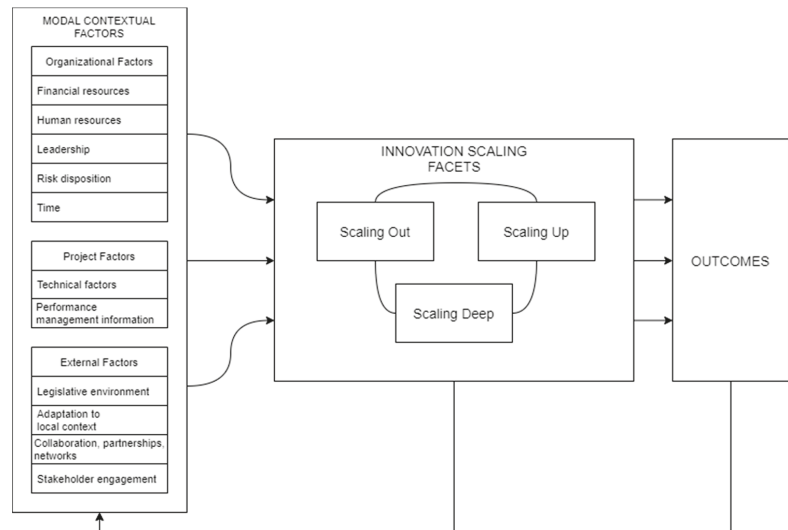 MODAL CONTEXTUAL
FACTORS
Organizational Factors
Financial resources
Human resources
Leadership
Risk disposition
Time
Project Factors
Technical factors
Performance
management information
External Factors
Legislative environment
Adaptation to
local context
Collaboration, partnerships,
networks
Stakeholder engagement
INNOVATION SCALING
FACETS
Scaling Out
Scaling Up
Scaling Deep
OUTCOMES